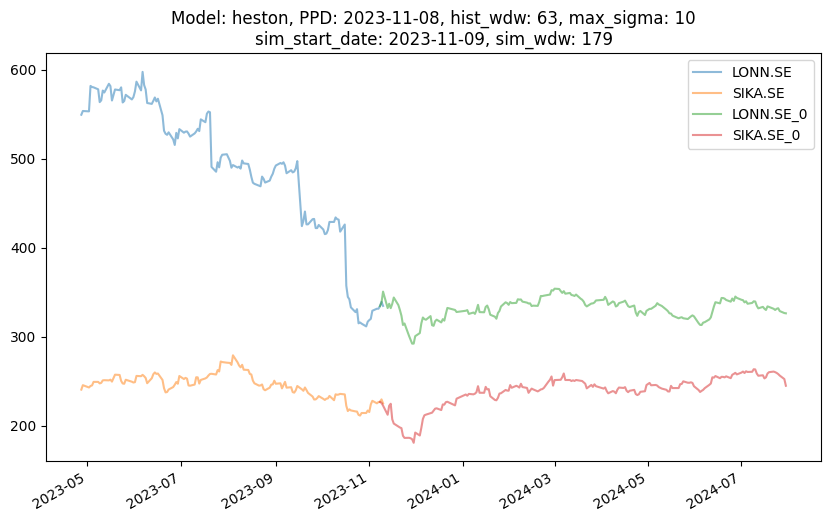 Model: heston, PPD: 2023-11-08, hist_wdw: 63, max_sigma: 10
sim_start_date: 2023-11-09, sim_wdw: 179
LONN.SE
SIKA.SE
LONN.SE_0
SIKA.SE_0
600
500
400
300
200
2023-05
2023-07
2023-09
2023-11
2024-01
2024-03
2024-05
2024-07